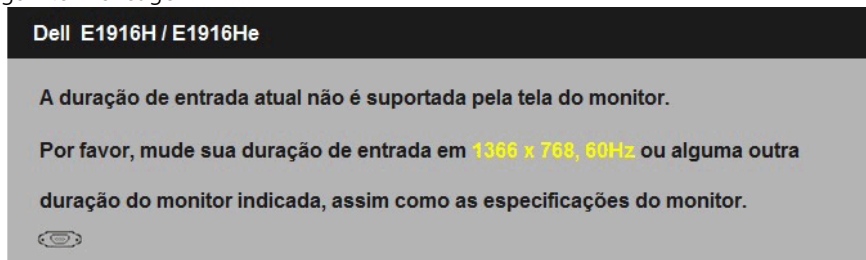 Dell E1916H / E1916He
A duração de entrada atual não é suportada pela tela do monitor.
Por favor, mude sua duração de entrada em 1366 x 768, 60Hz ou alguma outra
duração do monitor indicada, assim como as especificações do monitor.